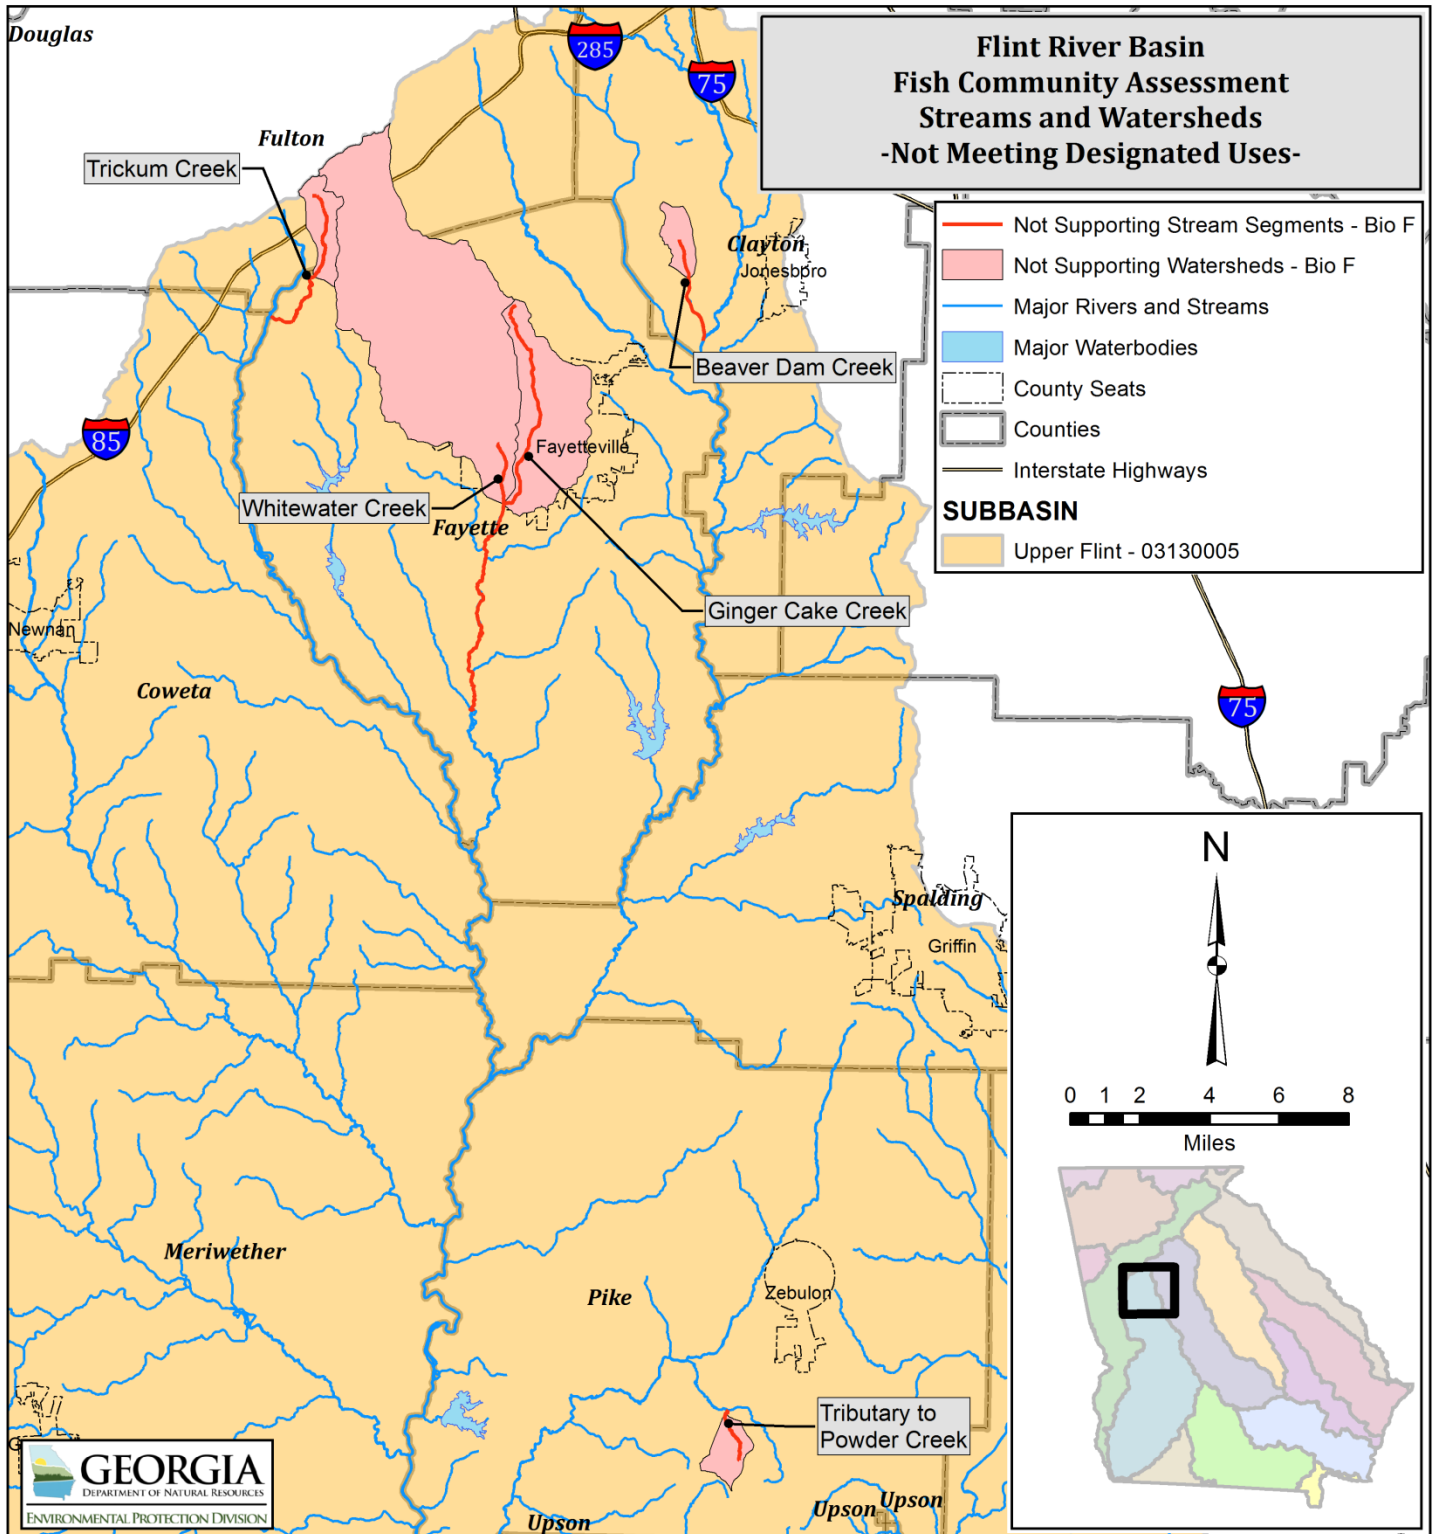 Douglas
285
75
Flint River Basin
Fish Community Assessment
Streams and Watersheds
-Not Meeting Designated Uses-
Fulton
Trickum Creek
Not Supporting Stream Segments - Bio F
Not Supporting Watersheds - Bio F
Major Rivers and Streams
Major Waterbodies
County Seats
Counties
Interstate Highways
SUBBASIN
Upper Flint - 03130005
Clayton
Jonesboro
Beaver Dam Creek
85
Fayetteville
Whitewater Creek
Fayette
Ginger Cake Creek
Newnan
Coweta
75
Spalding
Griffin
N
0 1 2 4 6 8
Miles
Meriwether
Pike
Zebulon
Tributary to
Powder Creek
G
GEORGIA
DEPARTMENT OF NATURAL RESOURCES
ENVIRONMENTAL PROTECTION DIVISION
Upson
Upson
Upson